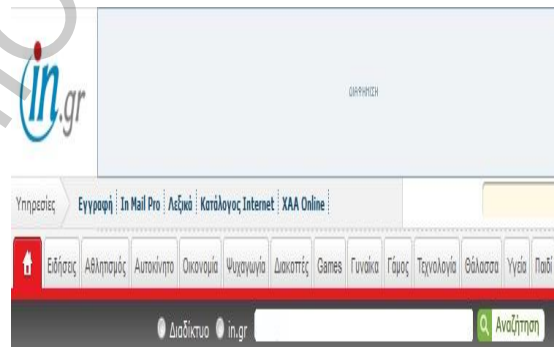 in.gr
ΔΙΑΦΗΜΙΣΗ
Υπηρεσίες Εγγραφή In Mail Pro Λεξικά Κατάλογος Internet ΧΑΑ Online
Ειδήσεις Αθλητισμός Αυτοκίνητο Οικονομία Ψυχαγωγία Διακοπές Games Γυναίκα Γάμος Τεχνολογία Θάλασσα Υγεία Παιδί
Διαδίκτυο in.gr Αναζήτηση